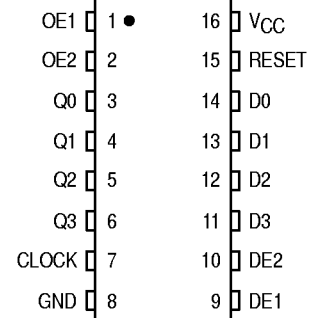 OE1 1 16 VCC
OE2 2 15 RESET
Q0 3 14 D0
Q1 4 13 D1
Q2 5 12 D2
Q3 6 11 D3
CLOCK 7 10 DE2
GND 8 9 DE1